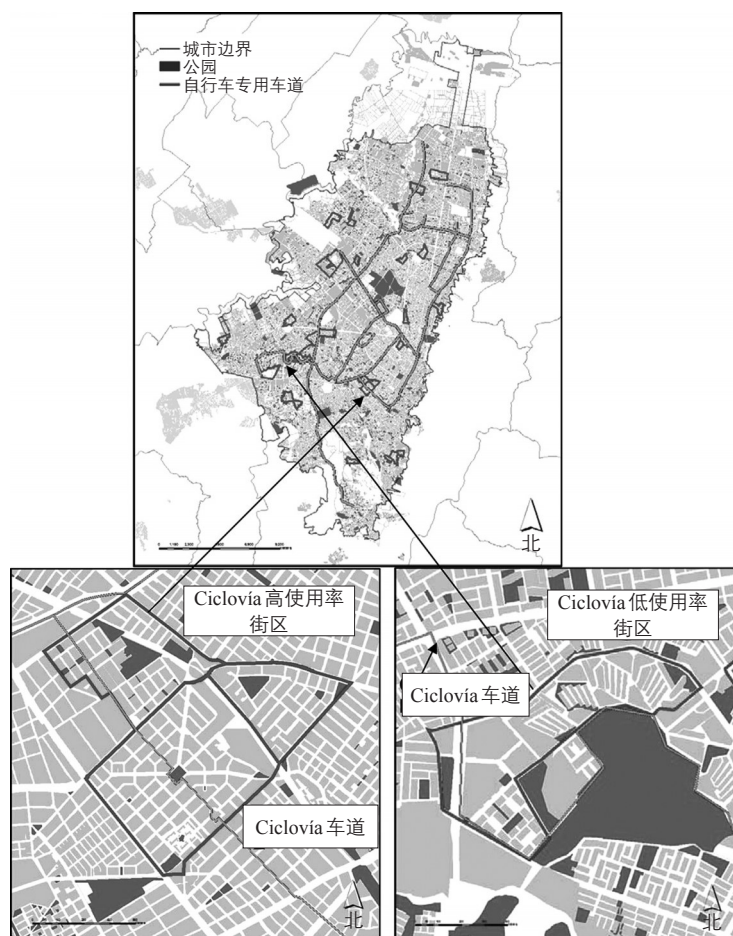 城市边界
公园
自行车专用车道
北
Ciclovía 高使用率
街区
Ciclovía 车道
北
Ciclovía 低使用率
街区
Ciclovía 车道
北